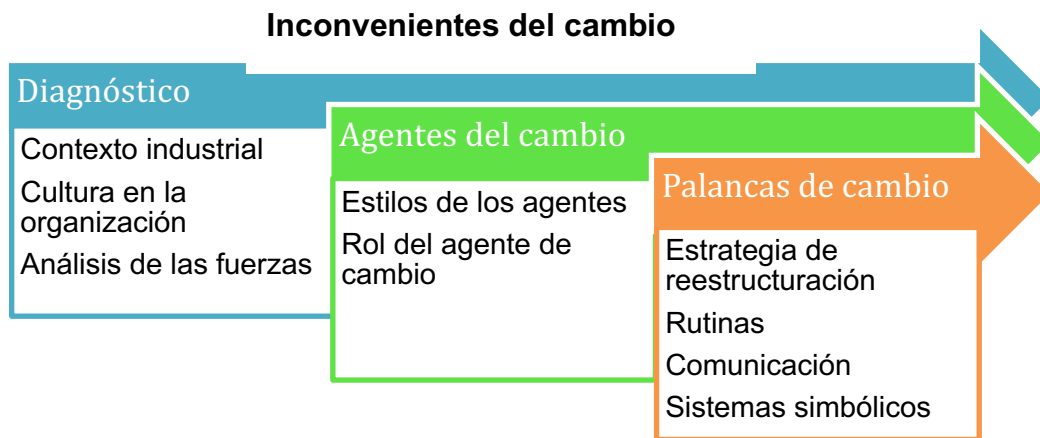 Inconvenientes del cambio
Diagnóstico
Contexto industrial
Cultura en la
organización
Análisis de las fuerzas
Agentes del cambio
Estilos de los agentes
Rol del agente de
cambio
Palancas de cambio
Estrategia de
reestructuración
Rutinas
Comunicación
Sistemas simbólicos